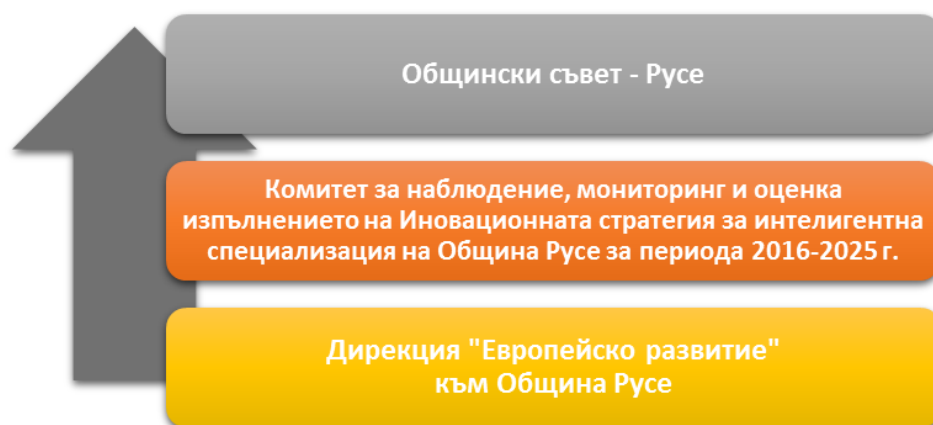 Общински съвет - Русе
Комитет за наблюдение, мониторинг и оценка
изпълнението на Иновационната стратегия за интелигентна
специализация на Община Русе за периода 2016-2025 г.
Дирекция "Европейско развитие"
към Община Русе